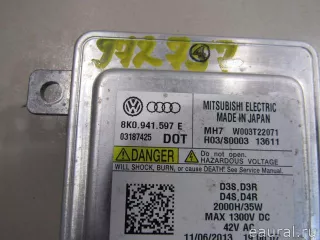 8K0.941.597 E
03187425 DOT
MITSUBISHI ELECTRIC
MADE IN JAPAN
MH7 W003T22071
H03/S0003 13611
DANGER
DO NOT OPEN.
HAZARDOUS VOLTAGE
WILL SHOCK, BURN, or cause DEATH! See Service Manual.
D3S,D3R
D4S,D4R
2000H/35W
MAX 1300V DC
42V AC
11/06/2013
eaural.ru